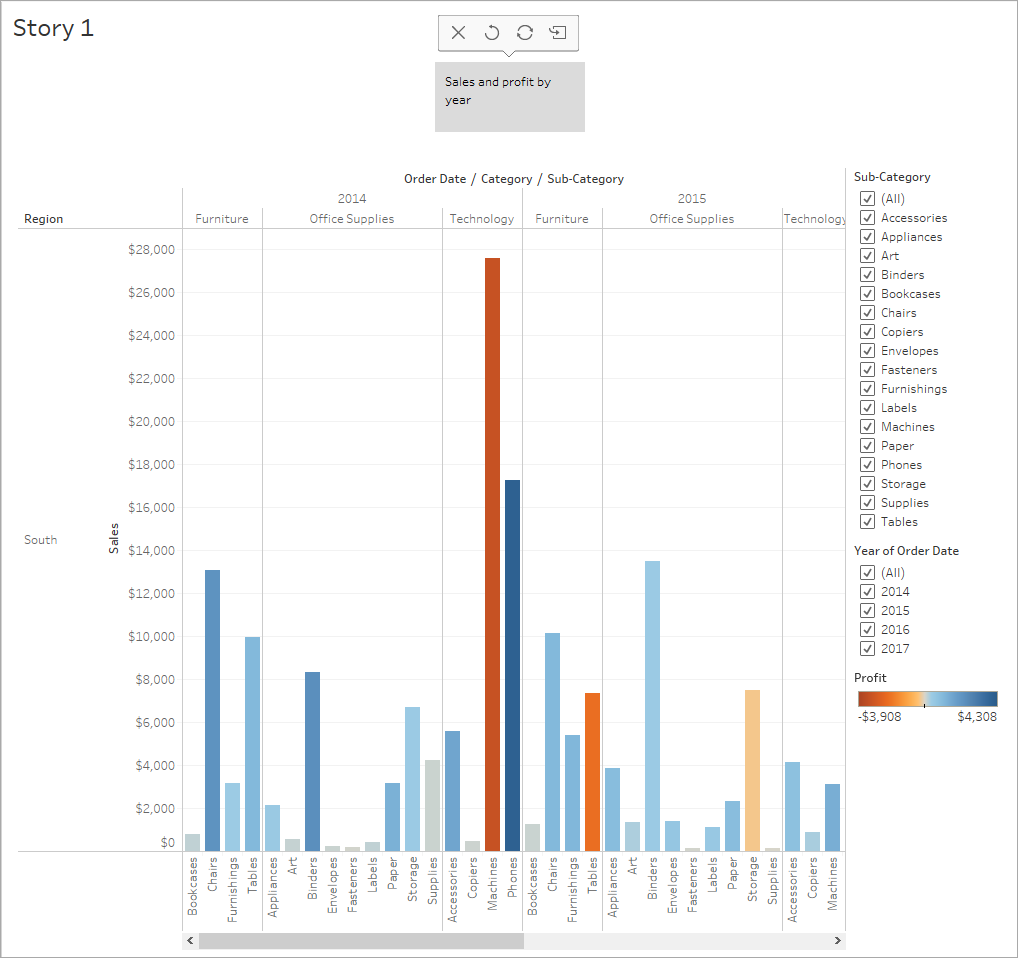 Story 1
Sales and profit by
year
Order Date / Category / Sub-Category
2014
2015
Region
Furniture
Office Supplies
Technology
Furniture
Office Supplies
Technology
South
Sales
$28,000
$26,000
$24,000
$22,000
$20,000
$18,000
$16,000
$14,000
$12,000
$10,000
$8,000
$6,000
$4,000
$2,000
$0
Bookcases
Chairs
Furnishings
Tables
Appliances
Art
Binders
Envelopes
Fasteners
Labels
Paper
Storage
Supplies
Accessories
Copiers
Machines
Phones
Bookcases
Chairs
Furnishings
Tables
Appliances
Art
Binders
Envelopes
Fasteners
Labels
Paper
Storage
Supplies
Accessories
Copiers
Machines
Sub-Category
(All)
Accessories
Appliances
Art
Binders
Bookcases
Chairs
Copiers
Envelopes
Fasteners
Furnishings
Labels
Machines
Paper
Phones
Storage
Supplies
Tables
Year of Order Date
(All)
2014
2015
2016
2017
Profit
-$3,908 $4,308